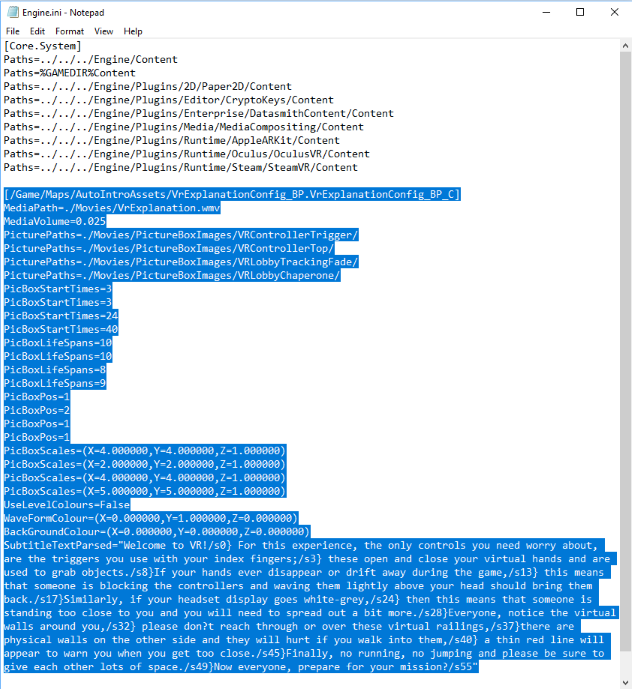 Engine.ini - Notepad
File Edit Format View Help
[Core.System]
Paths=../../../Engine/Content
Paths=%GAMEDIR%Content
Paths=../../../Engine/Plugins/2D/Paper2D/Content
Paths=../../../Engine/Plugins/Editor/CryptoKeys/Content
Paths=../../../Engine/Plugins/Enterprise/DatasmithContent/Content
Paths=../../../Engine/Plugins/Media/MediaCompositing/Content
Paths=../../../Engine/Plugins/Runtime/AppleARKit/Content
Paths=../../../Engine/Plugins/Runtime/Oculus/OculusVR/Content
Paths=../../../Engine/Plugins/Runtime/Steam/SteamVR/Content
[/Game/Maps/AutoIntroAssets/VrExplanationConfig_BP.VrExplanationConfig_BP_C]
MediaPath=./Movies/VrExplanation.wmv
MediaVolume=0.025
PicturePaths=./Movies/PictureBoxImages/VRControllerTrigger/
PicturePaths=./Movies/PictureBoxImages/VRControllerTop/
PicturePaths=./Movies/PictureBoxImages/VRLobbyTrackingFade/
PicturePaths=./Movies/PictureBoxImages/VRLobbyChaperone/
PicBoxStartTimes=3
PicBoxStartTimes=3
PicBoxStartTimes=24
PicBoxStartTimes=40
PicBoxLifeSpans=10
PicBoxLifeSpans=10
PicBoxLifeSpans=8
PicBoxLifeSpans=9
PicBoxPos=1
PicBoxPos=2
PicBoxPos=1
PicBoxPos=1
PicBoxScales=(X=4.000000,Y=4.000000,Z=1.000000)
PicBoxScales=(X=2.000000,Y=2.000000,Z=1.000000)
PicBoxScales=(X=4.000000,Y=4.000000,Z=1.000000)
PicBoxScales=(X=5.000000,Y=5.000000,Z=1.000000)
UseLevelColours=False
WaveFormColour=(X=0.000000,Y=1.000000,Z=0.000000)
BackGroundColour=(X=0.000000,Y=0.000000,Z=0.000000)
SubtitleTextParsed="Welcome to VR!/s0} For this experience, the only controls you need worry about,
are the triggers you use with your index fingers;/s3} these open and close your virtual hands and are
used to grab objects./s8}If your hands ever disappear or drift away during the game,/s13} this means
that someone is blocking the controllers and waving them lightly above your head should bring them
back./s17}Similarly, if your headset display goes white-grey,/s24} then this means that someone is
standing too close to you and you will need to spread out a bit more./s28}Everyone, notice the virtual
walls around you,/s32} please don?t reach through or over these virtual railings,/s37}there are
physical walls on the other side and they will hurt if you walk into them,/s40} a thin red line will
appear to warn you when you get too close./s45}Finally, no running, no jumping and please be sure to
give each other lots of space./s49}Now everyone, prepare for your mission?/s55"